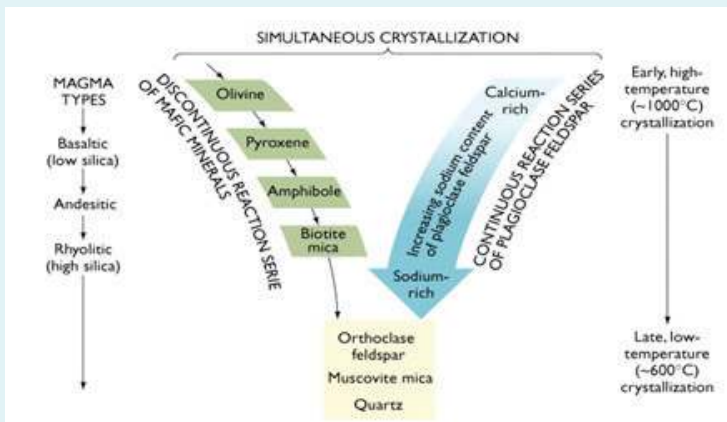 SIMULTANEOUS CRYSTALLIZATION
MAGMA
TYPES
Basaltic
(low silica)
Andesitic
Rhyolitic
(high silica)
DISCONTINUOUS REACTION SERIE
OF MAFIC MINERALS
Olivine
Pyroxene
Amphibole
Biotite
mica
Calcium-
rich
Increasing sodium content
of plagioclase feldspar
Sodium-
rich
CONTINUOUS REACTION SERIES
OF PLAGIOCLASE FELDSPAR
Orthoclase
feldspar
Muscovite mica
Quartz
Early, high-
temperature
(~1000°C)
crystallization
Late, low-
temperature
(~600°C)
crystallization